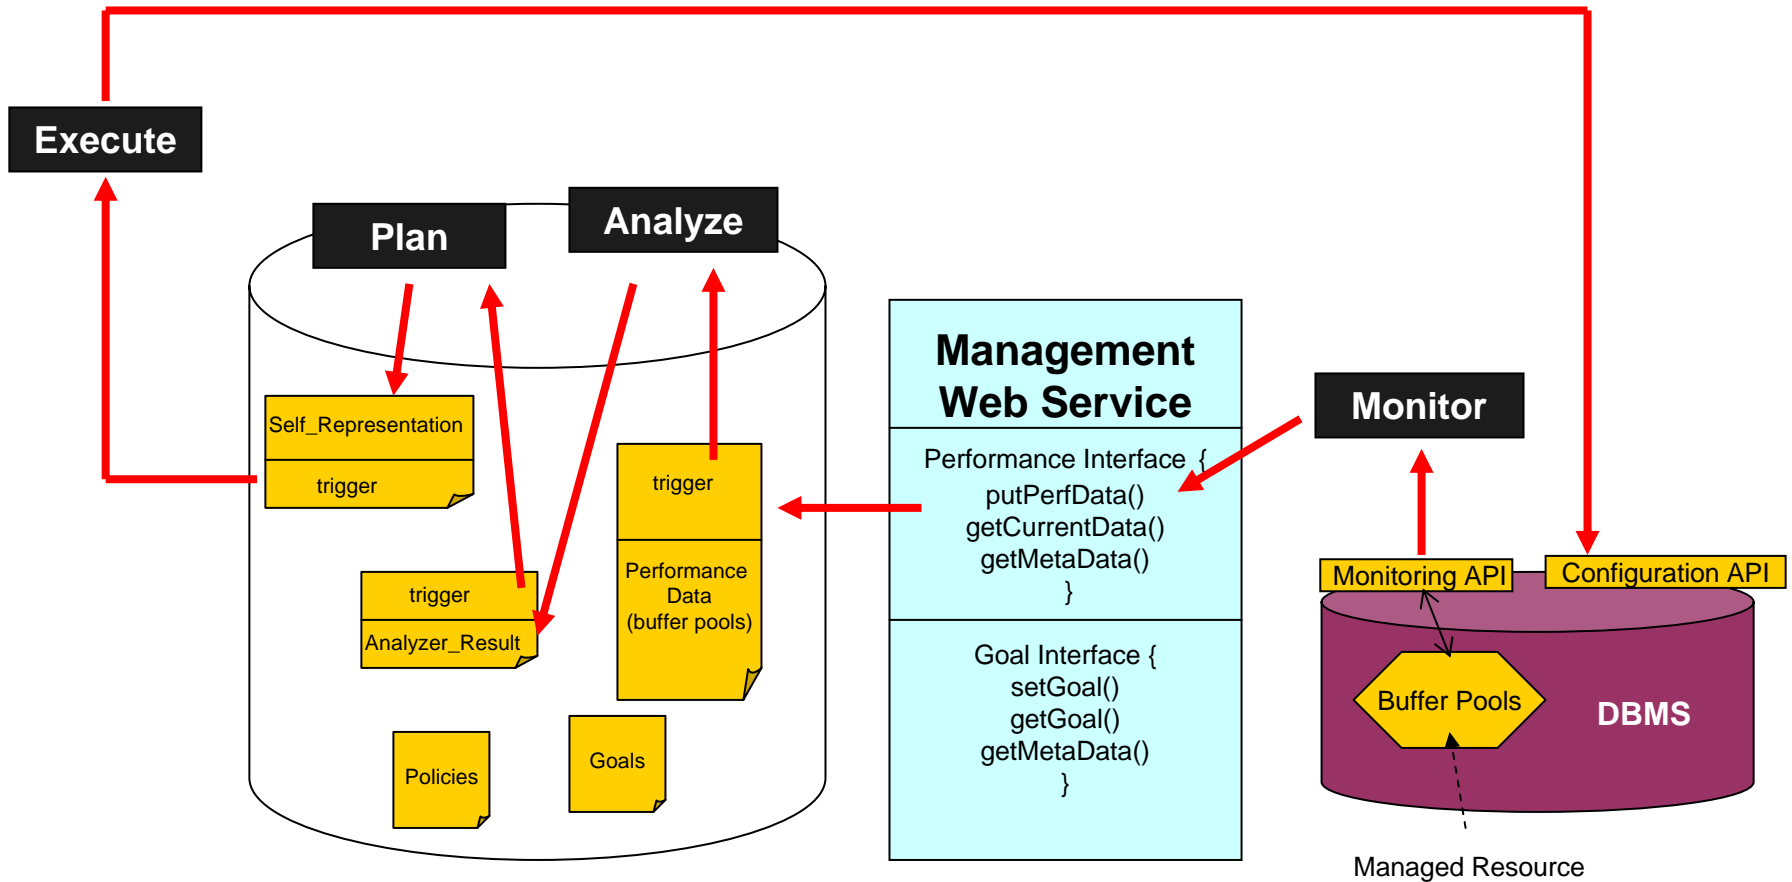 Execute
Plan
Analyze
Self_Representation
trigger
trigger
Analyzer_Result
trigger
Performance
Data
(buffer pools)
Policies
Goals
Management
Web Service
Performance Interface {
putPerfData()
getCurrentData()
getMetaData()
}
Goal Interface {
setGoal()
getGoal()
getMetaData()
}
Monitor
Monitoring API
Configuration API
Buffer Pools
DBMS
Managed Resource